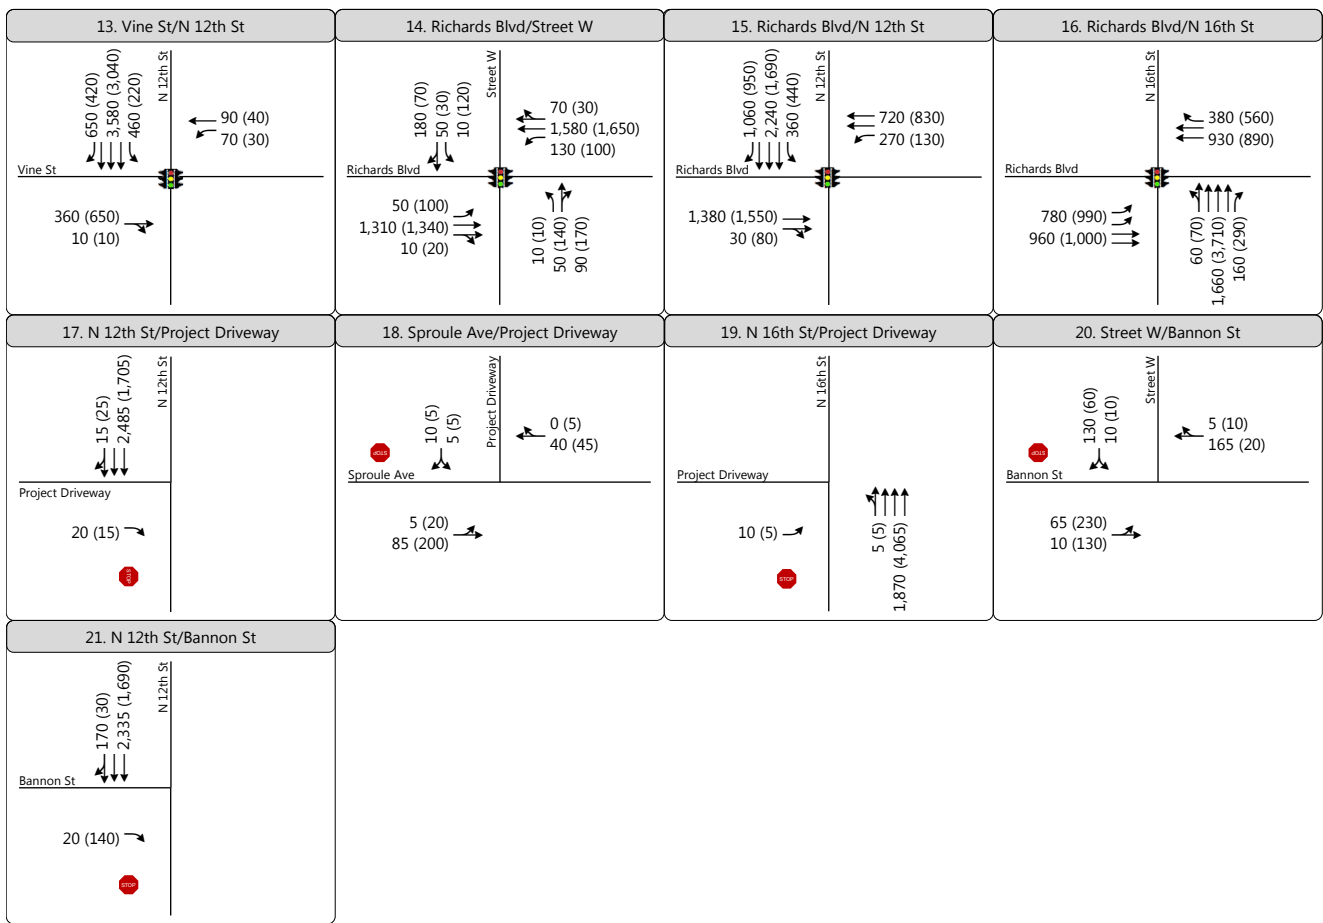 13. Vine St/N 12th St
650 (420)
3,580 (3,040)
460 (220)
N 12th St
90 (40)
70 (30)
Vine St
360 (650)
10 (10)
14. Richards Blvd/Street W
180 (70)
50 (30)
10 (120)
Street W
70 (30)
1,580 (1,650)
130 (100)
Richards Blvd
50 (100)
1,310 (1,340)
10 (20)
10 (10)
50 (140)
90 (170)
15. Richards Blvd/N 12th St
1,060 (950)
2,240 (1,690)
360 (440)
N 12th St
720 (830)
270 (130)
Richards Blvd
1,380 (1,550)
30 (80)
16. Richards Blvd/N 16th St
N 16th St
380 (560)
930 (890)
Richards Blvd
780 (990)
960 (1,000)
60 (70)
1,660 (3,710)
160 (290)
17. N 12th St/Project Driveway
15 (25)
2,485 (1,705)
N 12th St
Project Driveway
20 (15)
STOP
18. Sproule Ave/Project Driveway
10 (5)
5 (5)
Project Driveway
0 (5)
40 (45)
STOP
Sproule Ave
5 (20)
85 (200)
19. N 16th St/Project Driveway
N 16th St
Project Driveway
10 (5)
STOP
5 (5)
1,870 (4,065)
20. Street W/Bannon St
130 (60)
10 (10)
Street W
5 (10)
165 (20)
STOP
Bannon St
65 (230)
10 (130)
21. N 12th St/Bannon St
170 (30)
2,335 (1,690)
N 12th St
Bannon St
20 (140)
STOP